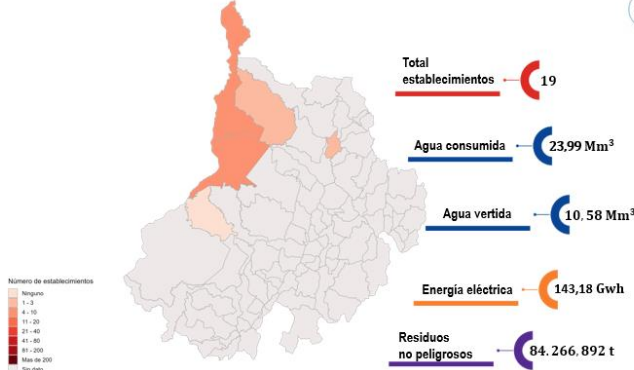 Total
establecimientos
19
Agua consumida
23,99 Mm³
Agua vertida
10,58 Mm³
Energía eléctrica
143,18 Gwh
Residuos
no peligrosos
84.266,892 t
Número de establecimientos
Ninguno
1 - 3
4 - 10
11 - 20
21 - 40
41 - 80
81 - 200
Mas de 200
Sin dato